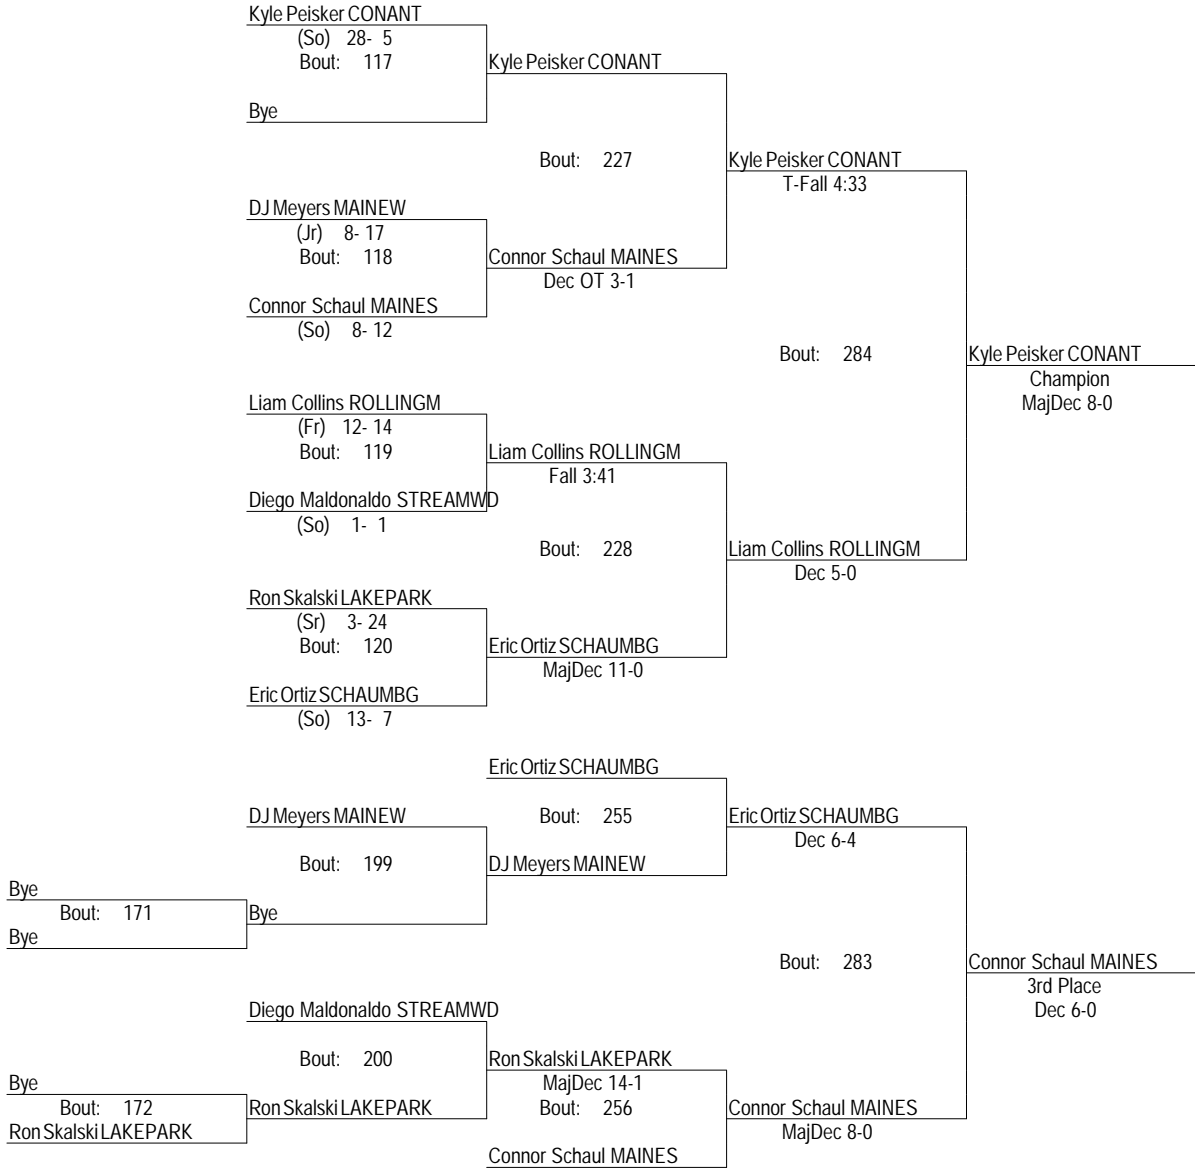 Kyle Peisker CONANT
(So) 28- 5
Bout: 117
Kyle Peisker CONANT
Bye
Bout: 227
Kyle Peisker CONANT
T-Fall 4:33
DJ Meyers MAINEW
(Jr) 8- 17
Bout: 118
Connor Schaul MAINES
Dec OT 3-1
Connor Schaul MAINES
(So) 8- 12
Bout: 284
Kyle Peisker CONANT
Champion
MajDec 8-0
Liam Collins ROLLINGM
(Fr) 12- 14
Bout: 119
Liam Collins ROLLINGM
Fall 3:41
Diego Maldonaldo STREAMWD
(So) 1- 1
Bout: 228
Liam Collins ROLLINGM
Dec 5-0
Ron Skalski LAKEPARK
(Sr) 3- 24
Bout: 120
Eric Ortiz SCHAUMBG
MajDec 11-0
Eric Ortiz SCHAUMBG
(So) 13- 7
Eric Ortiz SCHAUMBG
DJ Meyers MAINEW
Bout: 255
Eric Ortiz SCHAUMBG
Dec 6-4
Bout: 199
DJ Meyers MAINEW
Bye
Bout: 171
Bye
Bye
Bout: 283
Connor Schaul MAINES
3rd Place
Dec 6-0
Diego Maldonaldo STREAMWD
Bout: 200
Ron Skalski LAKEPARK
MajDec 14-1
Bye
Bout: 172
Ron Skalski LAKEPARK
Bout: 256
Connor Schaul MAINES
MajDec 8-0
Ron Skalski LAKEPARK
Connor Schaul MAINES